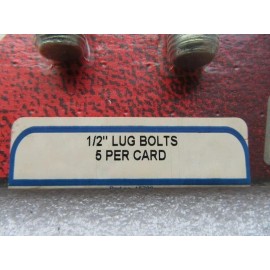 1/2" LUG BOLTS
5 PER CARD